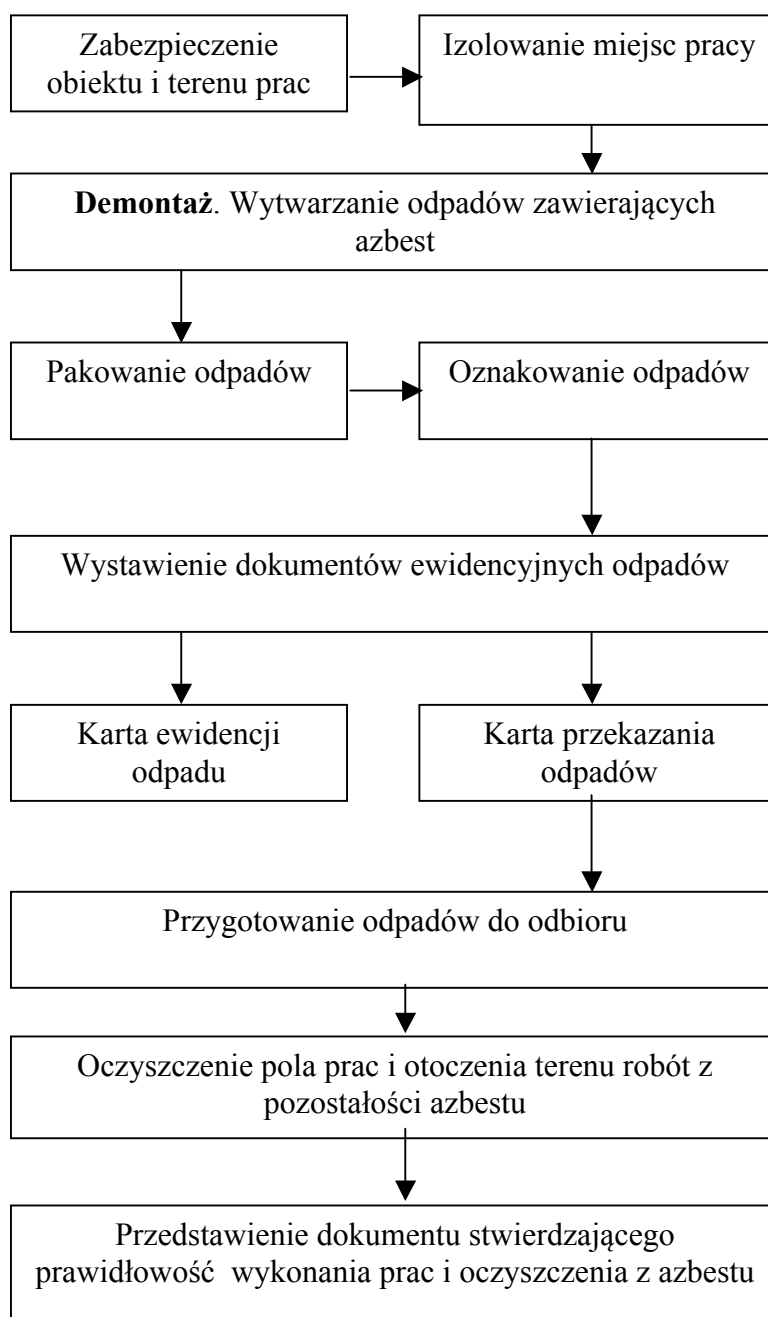 Zabezpieczenie
obiektu i terenu prac
Izolowanie miejsc pracy
Demontaż. Wytwarzanie odpadów zawierających
azbest
Pakowanie odpadów
Oznakowanie odpadów
Wystawienie dokumentów ewidencyjnych odpadów
Karta ewidencji
odpadu
Karta przekazania
odpadów
Przygotowanie odpadów do odbioru
Oczyszczenie pola prac i otoczenia terenu robót z
pozostałości azbestu
Przedstawienie dokumentu stwierdzającego
prawidłowość wykonania prac i oczyszczenia z azbestu